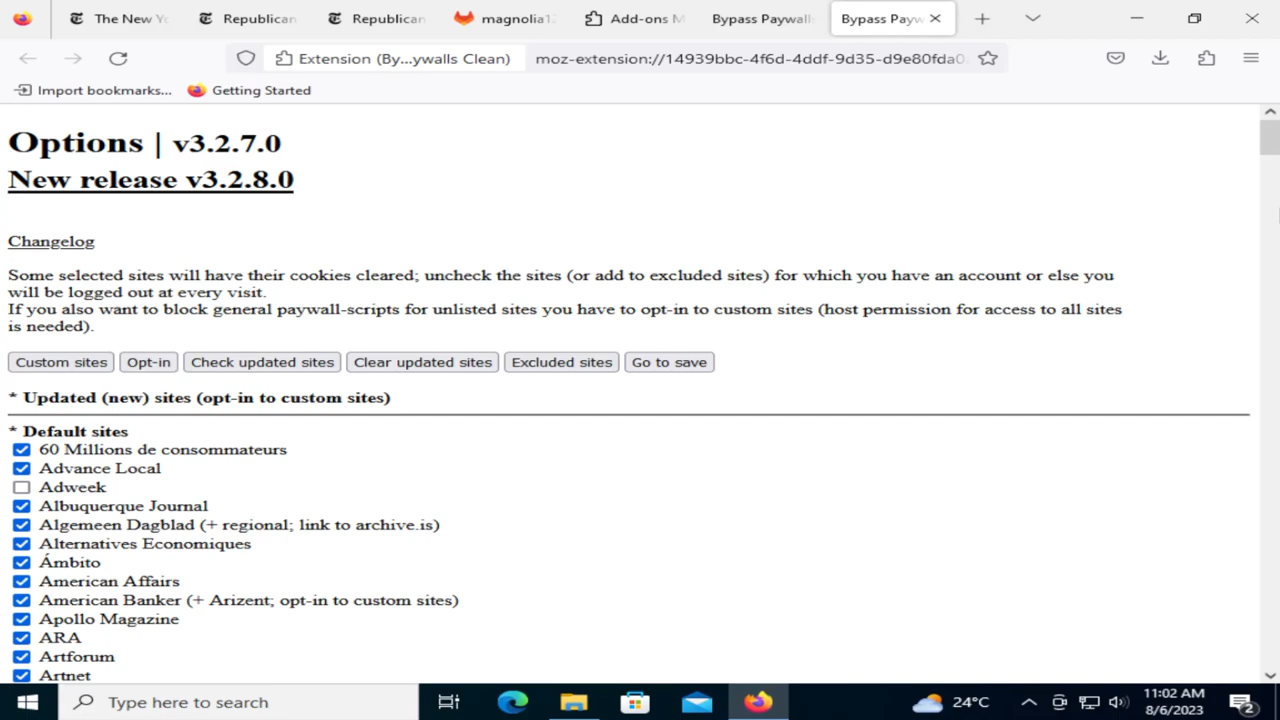 The New Yo
Republican
Republican
magnolia12
Add-ons M
Bypass Paywall
Bypass Payw
Extension (By...ywalls Clean)
moz-extension://14939bbc-4f6d-4ddf-9d35-d9e80fda0
Import bookmarks...
Getting Started
Options | v3.2.7.0
New release v3.2.8.0
Changelog
Some selected sites will have their cookies cleared; uncheck the sites (or add to excluded sites) for which you have an account or else you
will be logged out at every visit.
If you also want to block general paywall-scripts for unlisted sites you have to opt-in to custom sites (host permission for access to all sites
is needed).
Custom sites Opt-in Check updated sites Clear updated sites Excluded sites Go to save
* Updated (new) sites (opt-in to custom sites)
* Default sites
60 Millions de consommateurs
Advance Local
Adweek
Albuquerque Journal
Algemeen Dagblad (+ regional; link to archive.is)
Alternatives Economiques
Ámbito
American Affairs
American Banker (+ Arizent; opt-in to custom sites)
Apollo Magazine
ARA
Artforum
Artnet
Type here to search
24°C
11:02 AM
8/6/2023
2